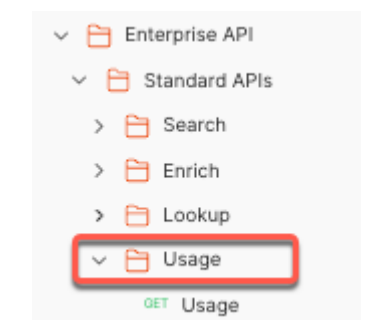 Enterprise API
Standard APIs
Search
Enrich
Lookup
Usage
GET Usage